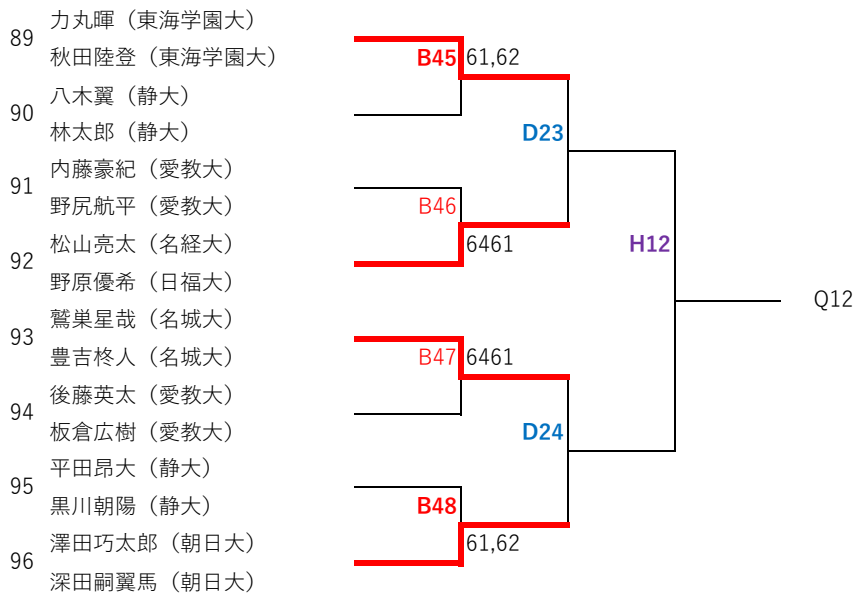 89
力丸暉（東海学園大）
秋田陸登（東海学園大）
B45
61,62
90
八木翼（静大）
林太郎（静大）
D23
91
内藤豪紀（愛教大）
野尻航平（愛教大）
B46
92
松山亮太（名経大）
6461
H12
野原優希（日福大）
Q12
93
鷲巣星哉（名城大）
豊吉柊人（名城大）
B47
6461
94
後藤英太（愛教大）
板倉広樹（愛教大）
D24
95
平田昂大（静大）
黒川朝陽（静大）
B48
96
澤田巧太郎（朝日大）
61,62
深田嗣翼馬（朝日大）